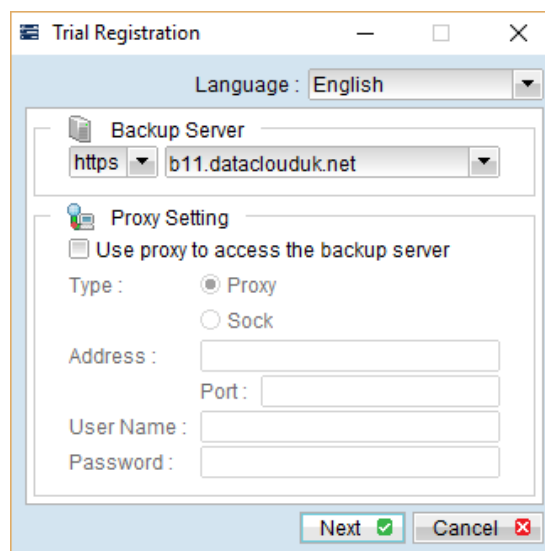 Trial Registration
Language : English
Backup Server
https b11.dataclouduk.net
Proxy Setting
Use proxy to access the backup server
Type : Proxy
Sock
Address :
Port :
User Name :
Password :
Next Cancel